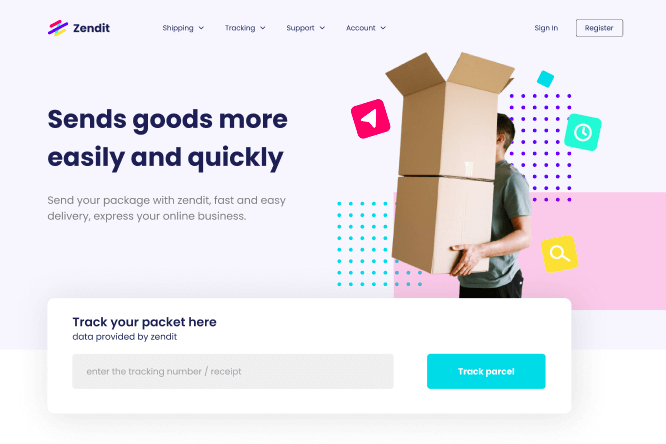 Zendit
Shipping
Tracking
Support
Account
Sign In
Register
Sends goods more
easily and quickly
Send your package with zendit, fast and easy
delivery, express your online business.
Track your packet here
data provided by zendit
enter the tracking number / receipt
Track parcel